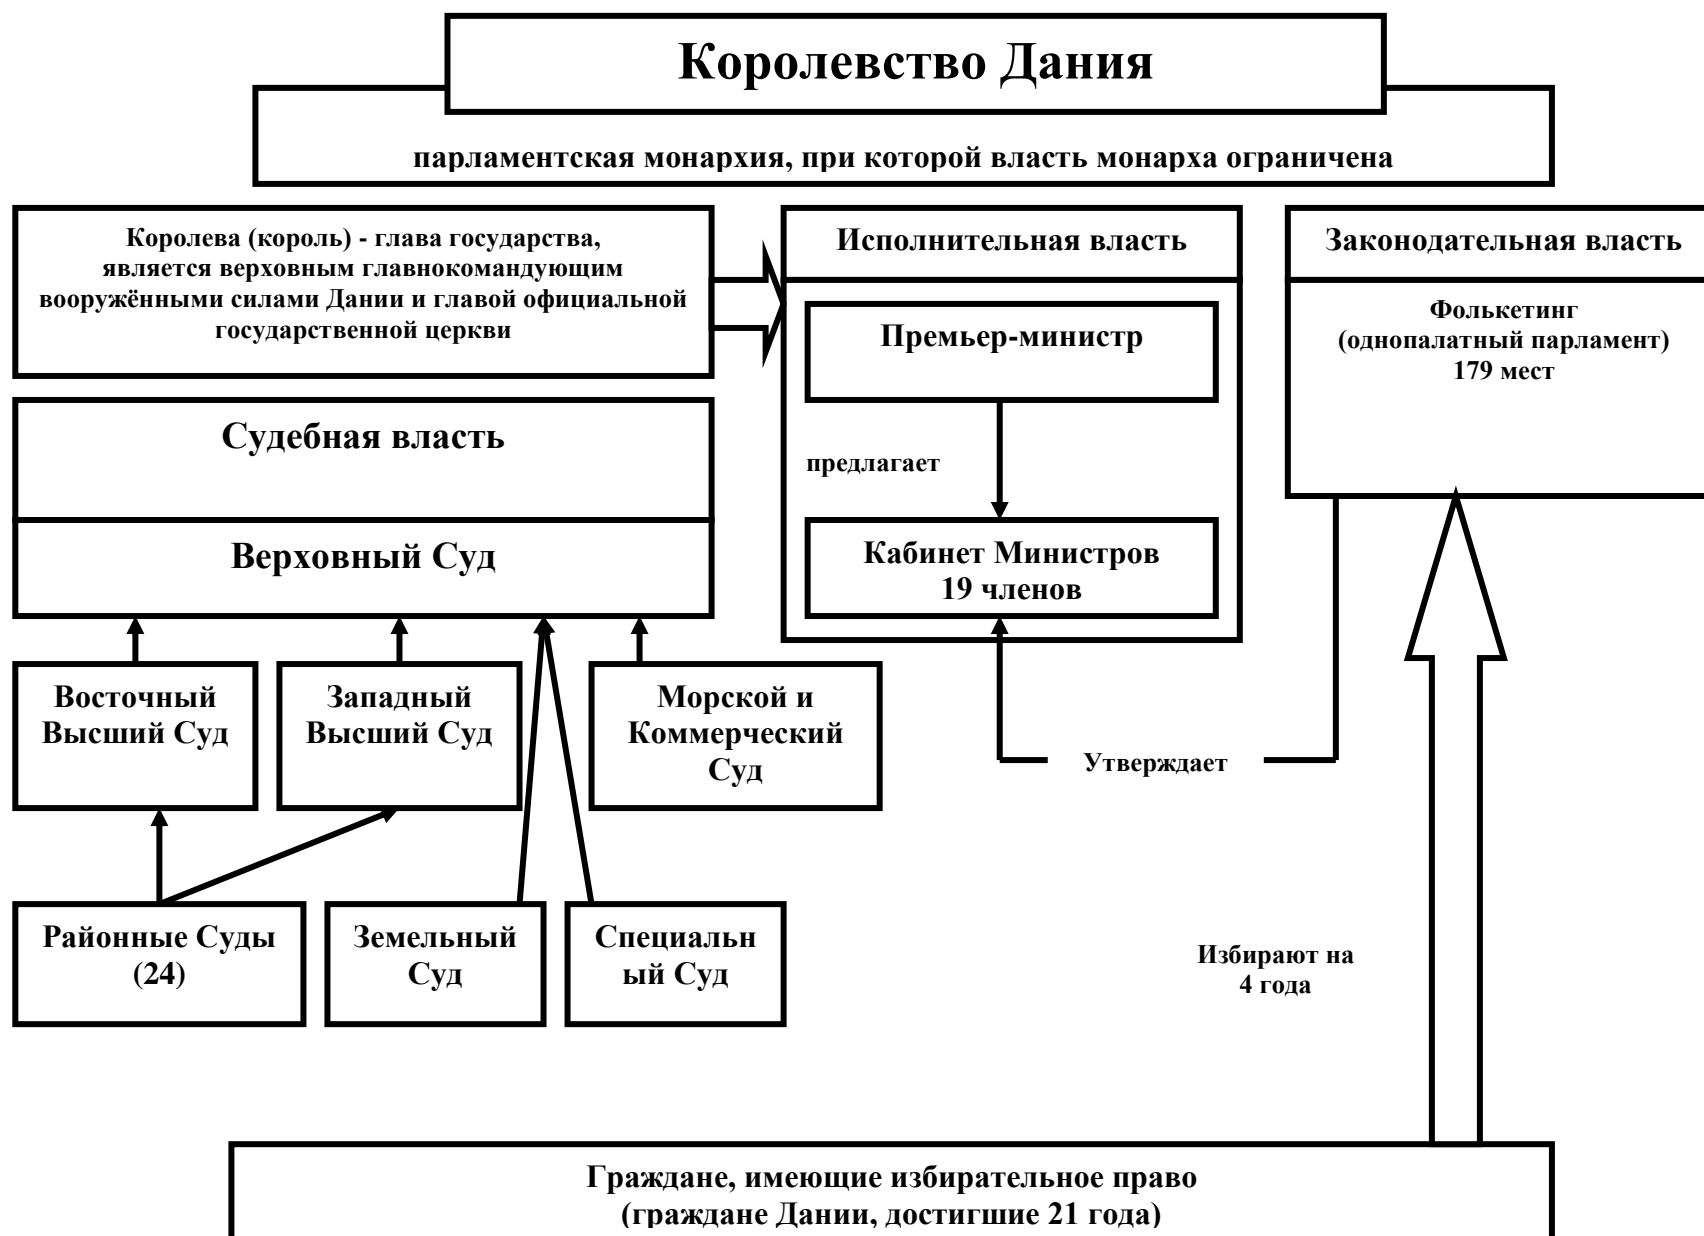 Королевство Дания
парламентская монархия, при которой власть монарха ограничена
Королева (король) - глава государства,
является верховным главнокомандующим
вооружёнными силами Дании и главой официальной
государственной церкви
Исполнительная власть
Премьер-министр
предлагает
Кабинет Министров
19 членов
Законодательная власть
Фолькетинг
(однопалатный парламент)
179 мест
Судебная власть
Верховный Суд
Восточный
Высший Суд
Западный
Высший Суд
Морской и
Коммерческий
Суд
Утверждает
Районные Суды
(24)
Земельный
Суд
Специальн
ый Суд
Избирают на
4 года
Граждане, имеющие избирательное право
(граждане Дании, достигшие 21 года)